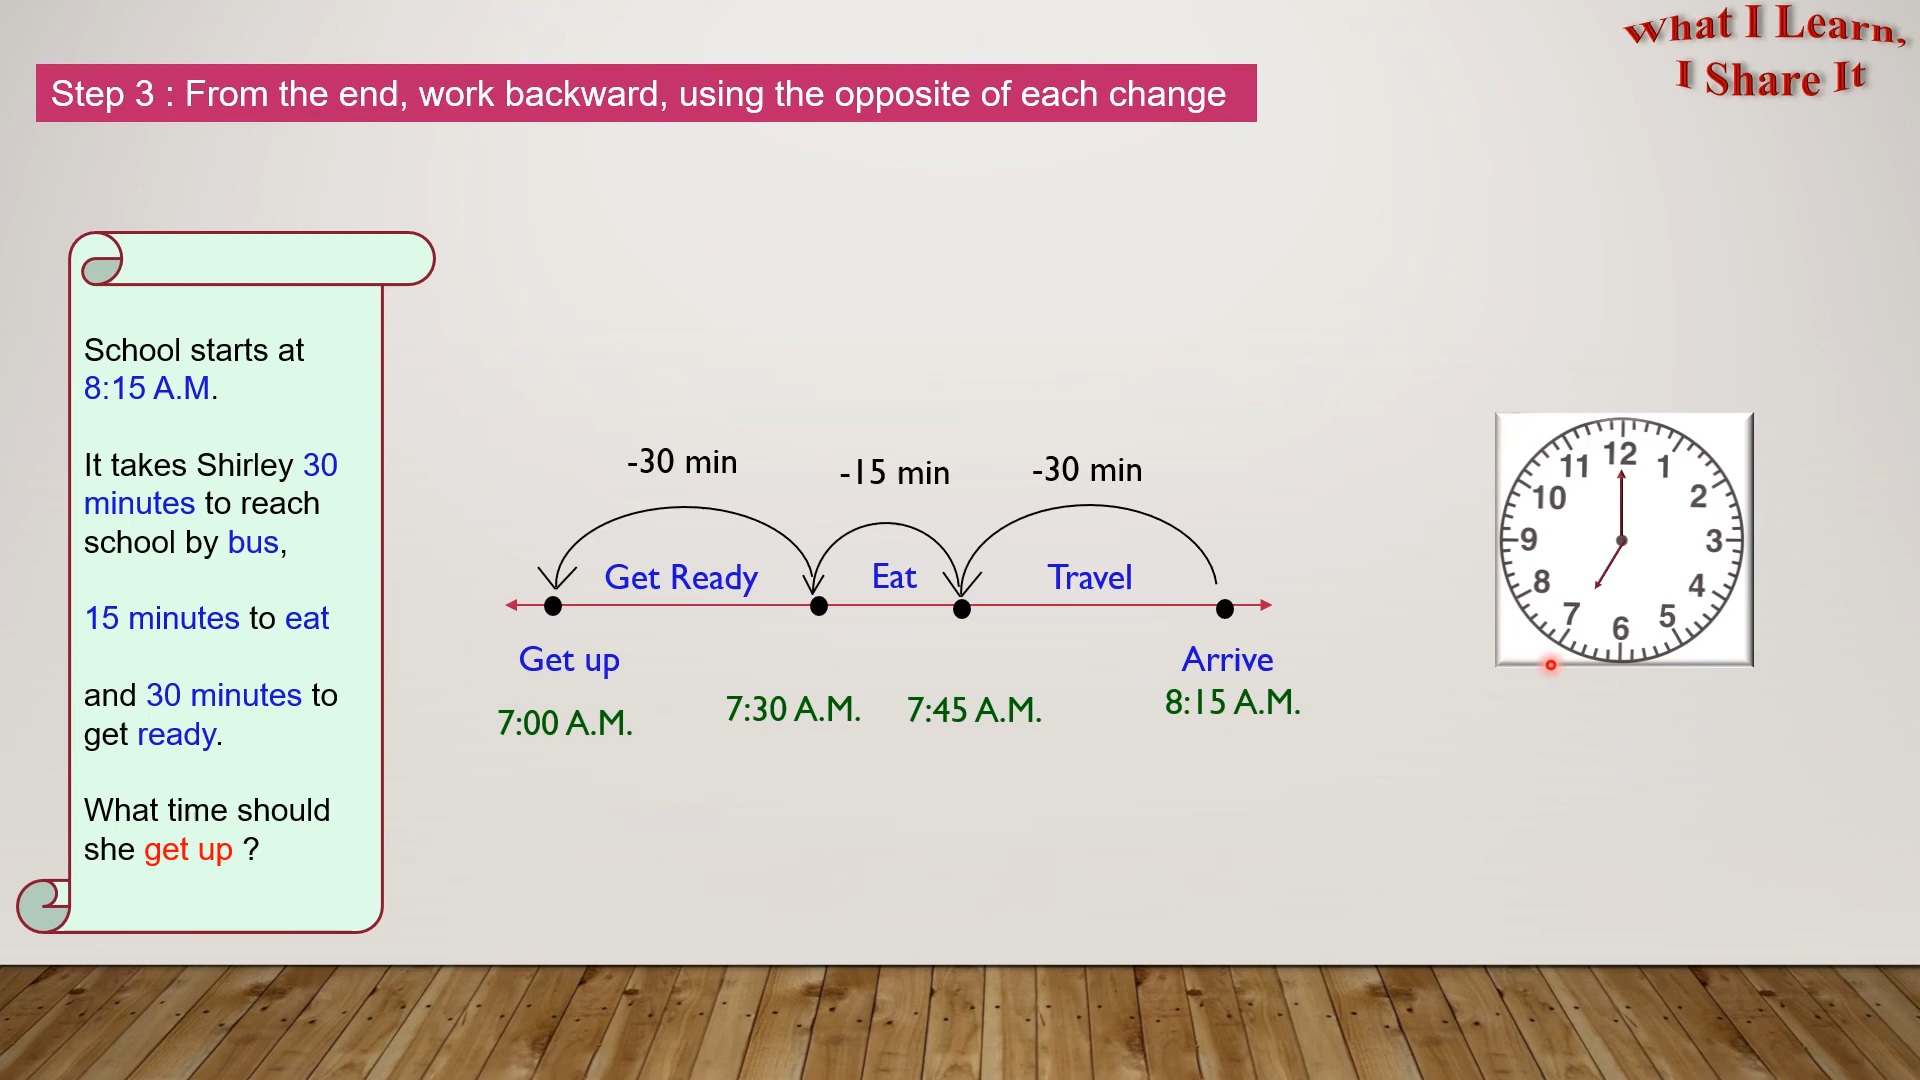 What I Learn,
I Share It
Step 3 : From the end, work backward, using the opposite of each change
School starts at
8:15 A.M.
It takes Shirley 30
minutes to reach
school by bus,
15 minutes to eat
and 30 minutes to
get ready.
What time should
she get up ?
-30 min
-15 min
-30 min
Get Ready
Eat
Travel
Get up
Arrive
7:00 A.M.
7:30 A.M.
7:45 A.M.
8:15 A.M.
12
1
2
3
4
5
6
7
8
9
10
11